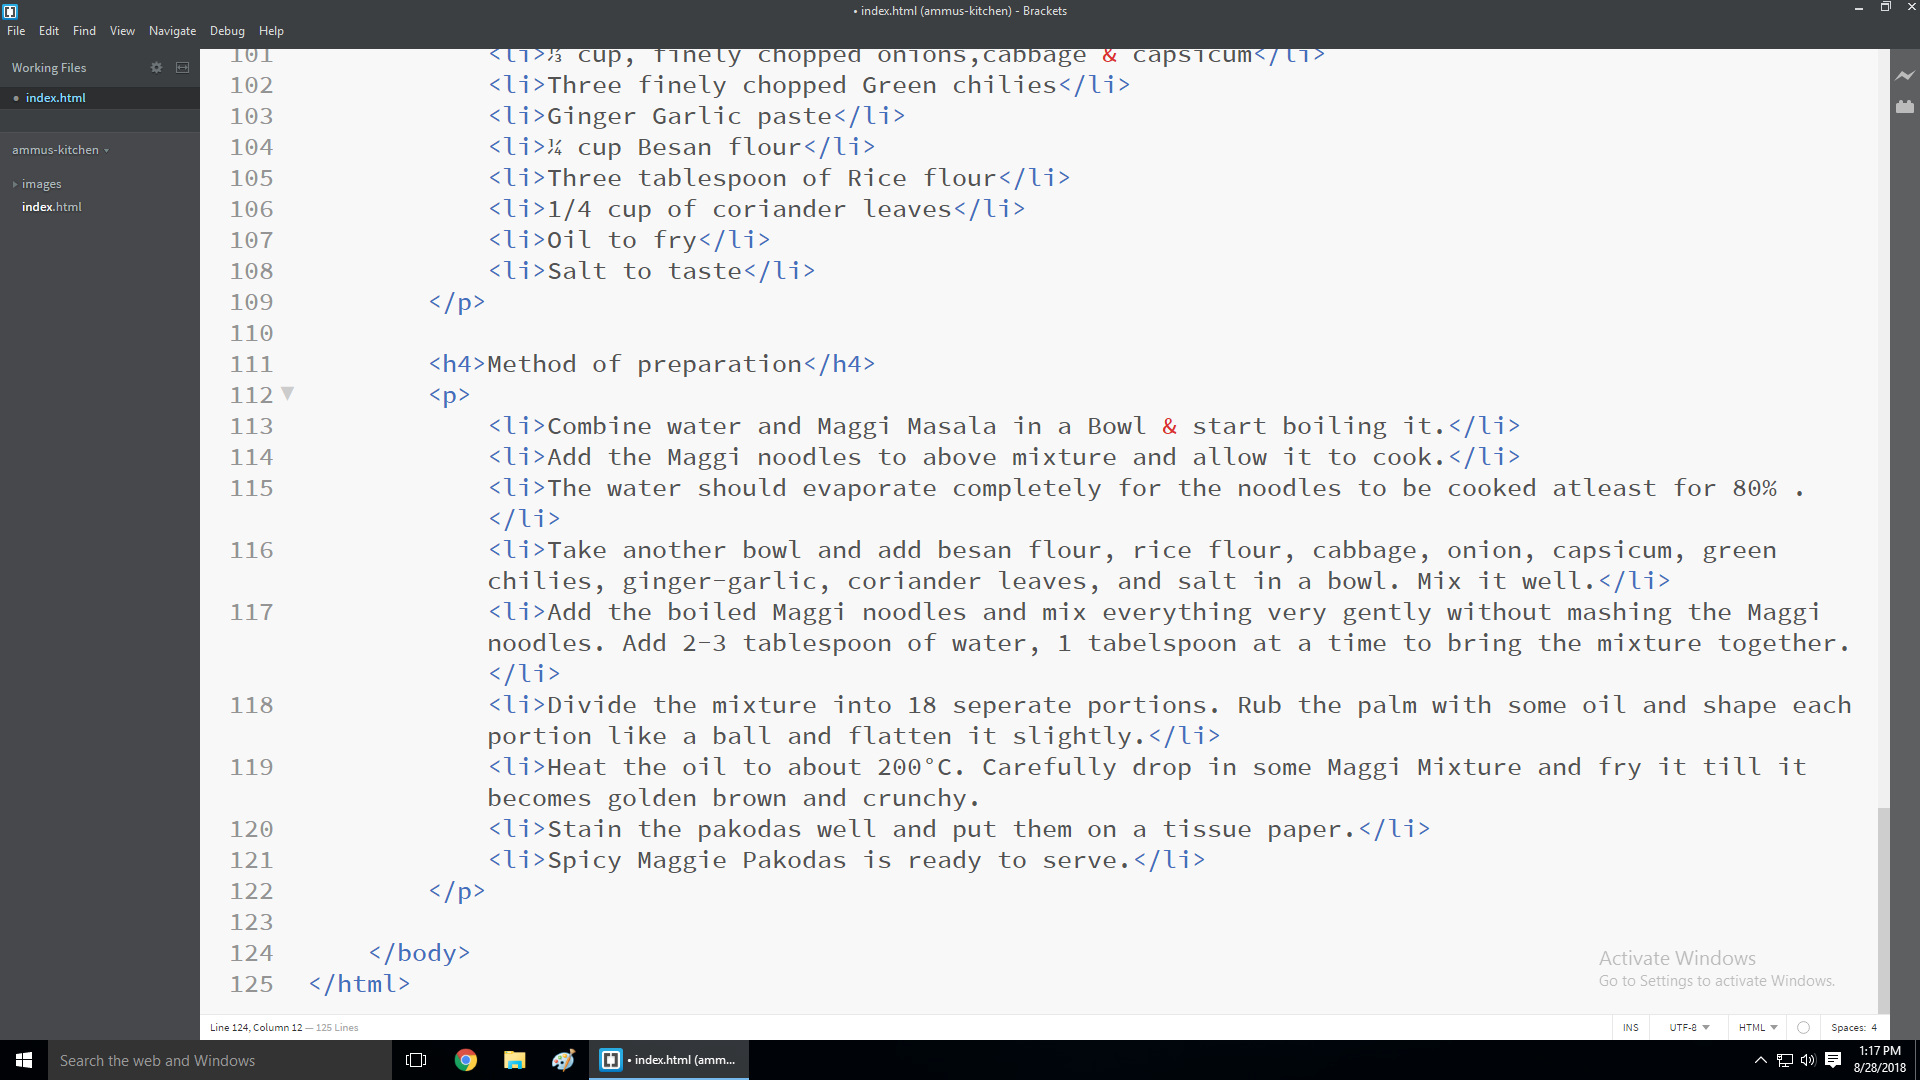 • index.html (ammus-kitchen) - Brackets
File Edit Find View Navigate Debug Help
Working Files
• index.html
ammus-kitchen
images
index.html
101 <li>⅓ cup, finely chopped onions,cabbage & capsicum</li>
102 <li>Three finely chopped Green chilies</li>
103 <li>Ginger Garlic paste</li>
104 <li>¼ cup Besan flour</li>
105 <li>Three tablespoon of Rice flour</li>
106 <li>1/4 cup of coriander leaves</li>
107 <li>Oil to fry</li>
108 <li>Salt to taste</li>
109 </p>
110
111 <h4>Method of preparation</h4>
112 <p>
113 <li>Combine water and Maggi Masala in a Bowl & start boiling it.</li>
114 <li>Add the Maggi noodles to above mixture and allow it to cook.</li>
115 <li>The water should evaporate completely for the noodles to be cooked atleast for 80% .
</li>
116 <li>Take another bowl and add besan flour, rice flour, cabbage, onion, capsicum, green
chilies, ginger-garlic, coriander leaves, and salt in a bowl. Mix it well.</li>
117 <li>Add the boiled Maggi noodles and mix everything very gently without mashing the Maggi
noodles. Add 2-3 tablespoon of water, 1 tabelspoon at a time to bring the mixture together.
</li>
118 <li>Divide the mixture into 18 seperate portions. Rub the palm with some oil and shape each
portion like a ball and flatten it slightly.</li>
119 <li>Heat the oil to about 200°C. Carefully drop in some Maggi Mixture and fry it till it
becomes golden brown and crunchy.
120 <li>Stain the pakodas well and put them on a tissue paper.</li>
121 <li>Spicy Maggie Pakodas is ready to serve.</li>
122 </p>
123
124 </body>
125 </html>
Activate Windows
Go to Settings to activate Windows.
Line 124, Column 12 — 125 Lines
INS UTF-8 HTML Spaces: 4
Search the web and Windows
• index.html (amm...
1:17 PM
8/28/2018